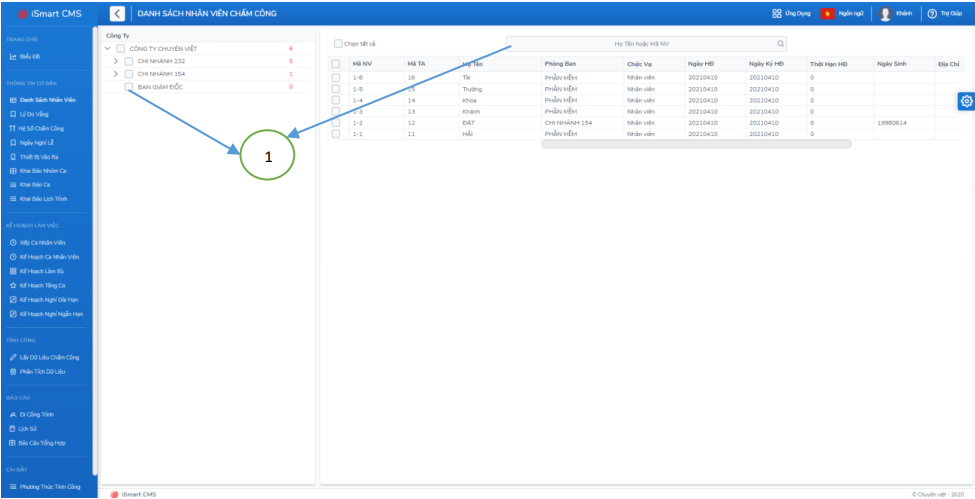 iSmart CMS
DANH SÁCH NHÂN VIÊN CHẤM CÔNG
Ứng Dụng
Ngôn ngữ
Khánh
Trợ Giúp
TRANG CHỦ
Biểu Đồ
THÔNG TIN CƠ BẢN
Danh Sách Nhân Viên
Lý Do Vắng
Hệ Số Chấm Công
Ngày Nghỉ Lễ
Thiết Bị Vào Ra
Khai Báo Nhóm Ca
Khai Báo Ca
Khai Báo Lịch Trình
KẾ HOẠCH LÀM VIỆC
Xếp Ca Nhân Viên
Kế Hoạch Ca Nhân Viên
Kế Hoạch Làm Bù
Kế Hoạch Tăng Ca
Kế Hoạch Nghỉ Dài Hạn
Kế Hoạch Nghỉ Ngắn Hạn
TÍNH CÔNG
Lấy Dữ Liệu Chấm Công
Phân Tích Dữ Liệu
BÁO CÁO
Đi Công Trình
Lịch Sử
Báo Cáo Tổng Hợp
CÀI ĐẶT
Phương Thức Tính Công
Công Ty
CÔNG TY CHUYÊN VIỆT 6
CHI NHÁNH 232 5
CHI NHÁNH 154 1
BAN GIÁM ĐỐC 0
1
Chọn tất cả
Họ Tên hoặc Mã NV
Mã NV Mã TA Họ Tên Phòng Ban Chức Vụ Ngày HĐ Ngày Ký HĐ Thời Hạn HĐ Ngày Sinh Địa Chỉ
1-6 16 Tài PHẦN MỀM Nhân viên 20210410 20210410 0
1-5 15 Trường PHẦN MỀM Nhân viên 20210410 20210410 0
1-4 14 Khoa PHẦN MỀM Nhân viên 20210410 20210410 0
1-3 13 Khánh PHẦN MỀM Nhân viên 20210410 20210410 0
1-2 12 ĐẠT CHI NHÁNH 154 Nhân viên 20210410 20210410 0 19980614
1-1 11 HẢI PHẦN MỀM Nhân viên 20210410 20210410 0
iSmart CMS
© Chuyên việt - 2020